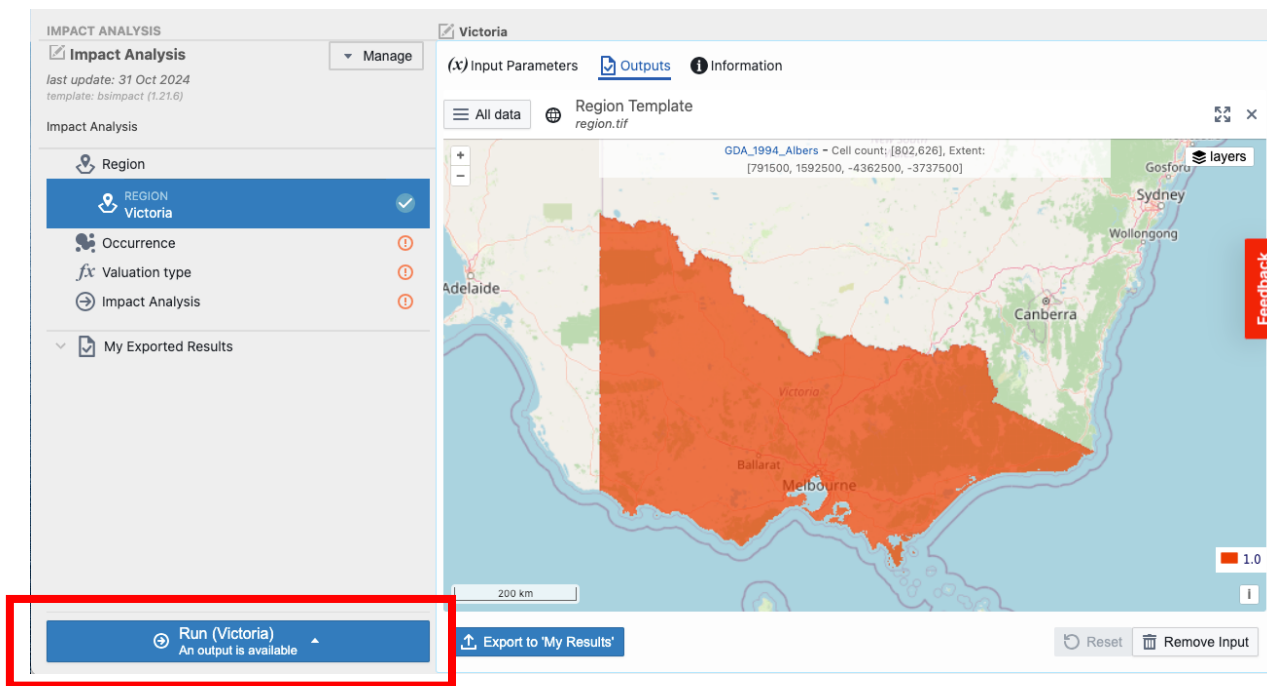 IMPACT ANALYSIS
Impact Analysis
Manage
last update: 31 Oct 2024
template: bsimpact (1.21.6)
Impact Analysis
Region
REGION
Victoria
Occurrence
fx Valuation type
Impact Analysis
My Exported Results
Run (Victoria)
An output is available
Victoria
(x) Input Parameters
Outputs
Information
All data
Region Template
region.tif
GDA_1994_Albers - Cell count: [802,626], Extent:
[791500, 1592500, -4362500, -3737500]
layers
+
-
Gosford
Sydney
Wollongong
Adelaide
Canberra
Victoria
Ballarat
Melbourne
Feedback
1.0
200 km
i
Export to 'My Results'
Reset
Remove Input